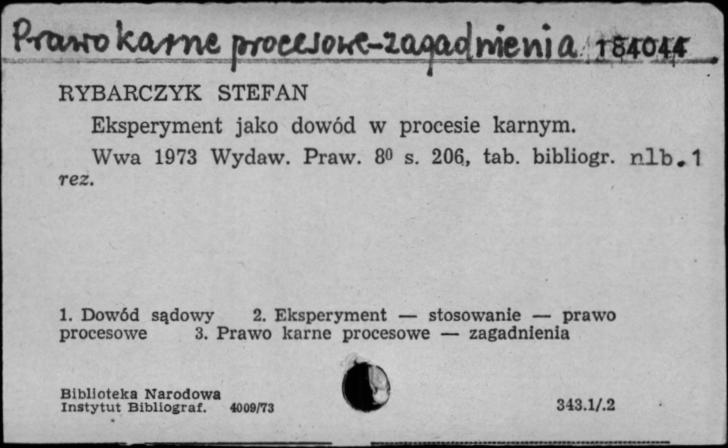 Prawo karne procesowe-zagadnienia 184044
RYBARCZYK STEFAN
Eksperyment jako dowód w procesie karnym.
Wwa 1973 Wydaw. Praw. 8⁰ s. 206, tab. bibliogr. nlb.1
rez.
1. Dowód sądowy 2. Eksperyment — stosowanie — prawo
procesowe 3. Prawo karne procesowe — zagadnienia
Biblioteka Narodowa
Instytut Bibliograf. 4009/73 343.1/.2